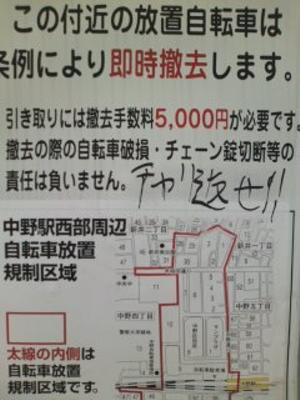 この付近の放置自転車は
条例により即時撤去します。
引き取りには撤去手数料5,000円が必要です。
撤去の際の自転車破損・チェーン錠切断等の
責任は負いません。
チャリ返せ!!
中野駅西部周辺
自転車放置
規制区域
太線の内側は
自転車放置
規制区域です。
新井二丁目
新井一丁目
中野四丁目
中野五丁目
11